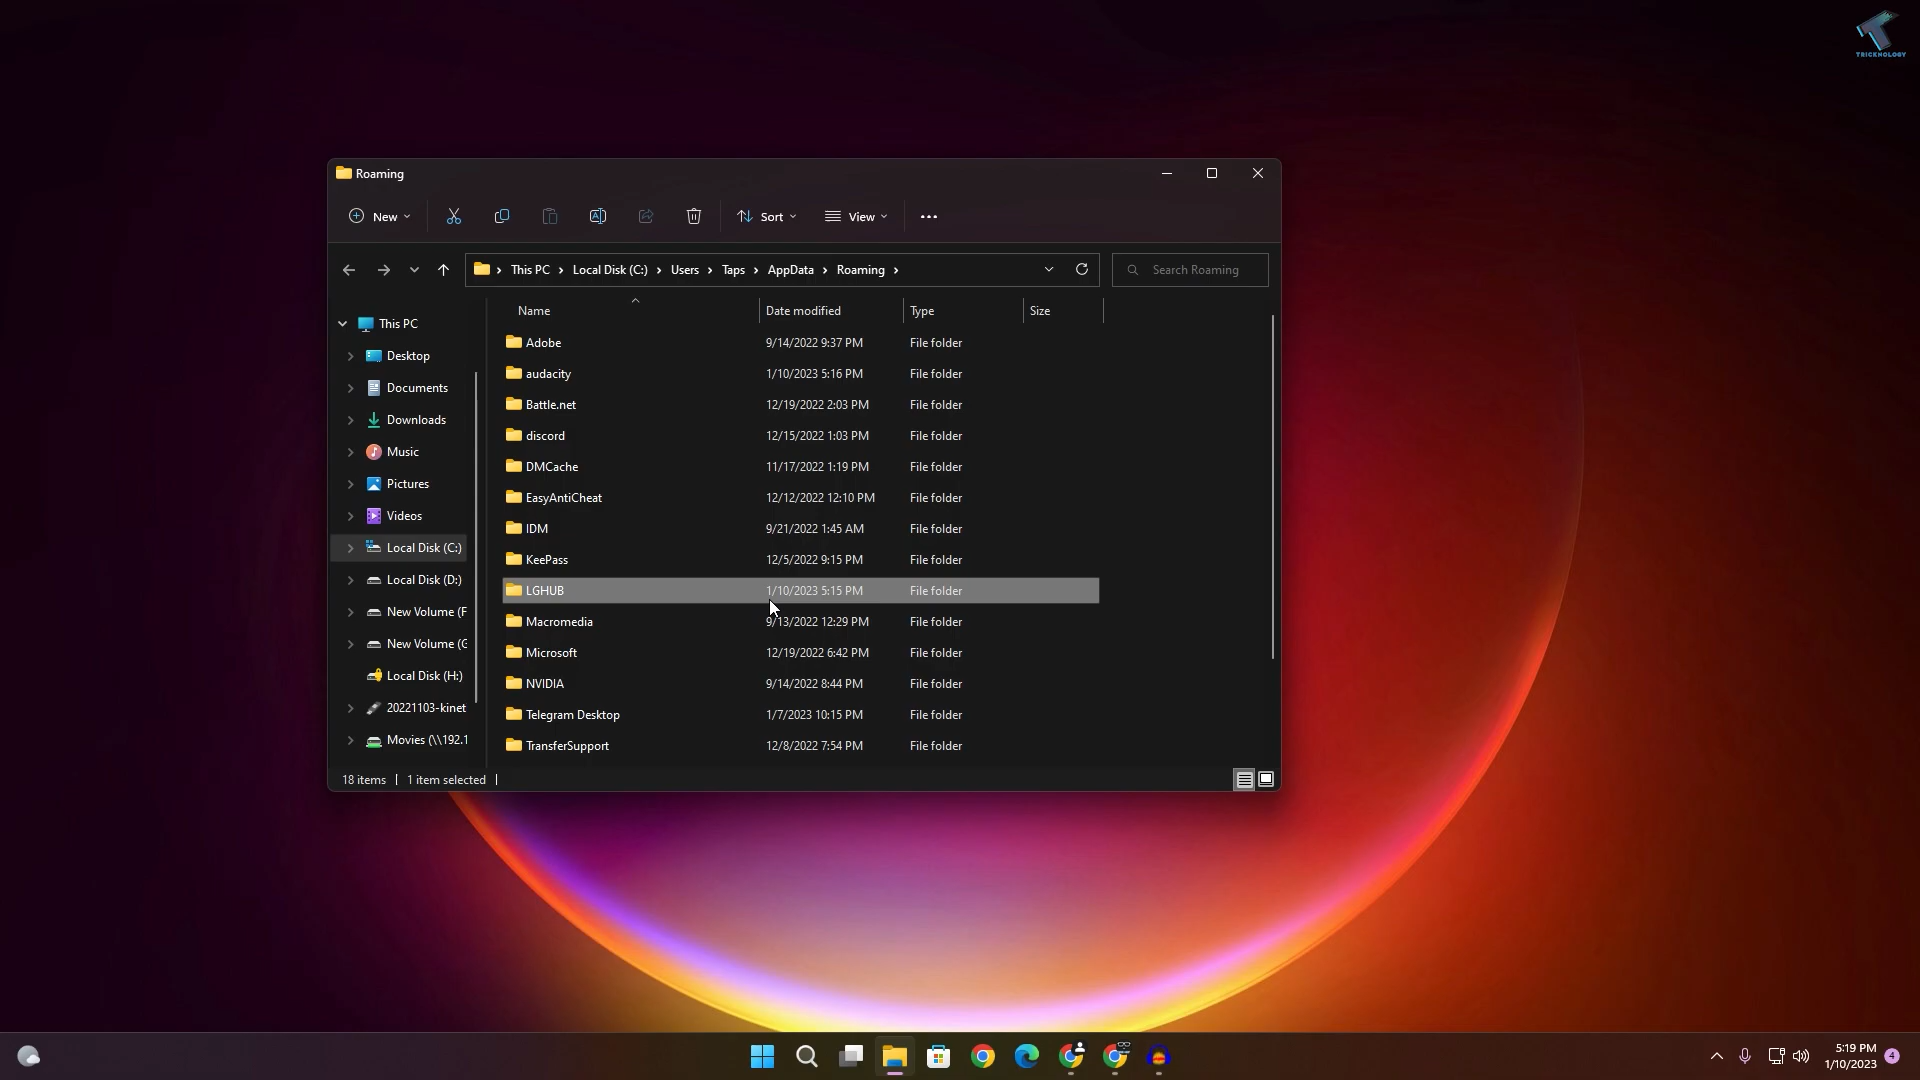 TRICKNOLOGY
Roaming
New
Sort
View
This PC > Local Disk (C:) > Users > Taps > AppData > Roaming >
Search Roaming
Name Date modified Type Size
This PC
Desktop
Documents
Downloads
Music
Pictures
Videos
Local Disk (C:)
Local Disk (D:)
New Volume (F
New Volume (G
Local Disk (H:)
20221103-kinet
Movies (\\192.1
Adobe 9/14/2022 9:37 PM File folder
audacity 1/10/2023 5:16 PM File folder
Battle.net 12/19/2022 2:03 PM File folder
discord 12/15/2022 1:03 PM File folder
DMCache 11/17/2022 1:19 PM File folder
EasyAntiCheat 12/12/2022 12:10 PM File folder
IDM 9/21/2022 1:45 AM File folder
KeePass 12/5/2022 9:15 PM File folder
LGHUB 1/10/2023 5:15 PM File folder
Macromedia 9/13/2022 12:29 PM File folder
Microsoft 12/19/2022 6:42 PM File folder
NVIDIA 9/14/2022 8:44 PM File folder
Telegram Desktop 1/7/2023 10:15 PM File folder
TransferSupport 12/8/2022 7:54 PM File folder
18 items | 1 item selected |
5:19 PM
1/10/2023
4